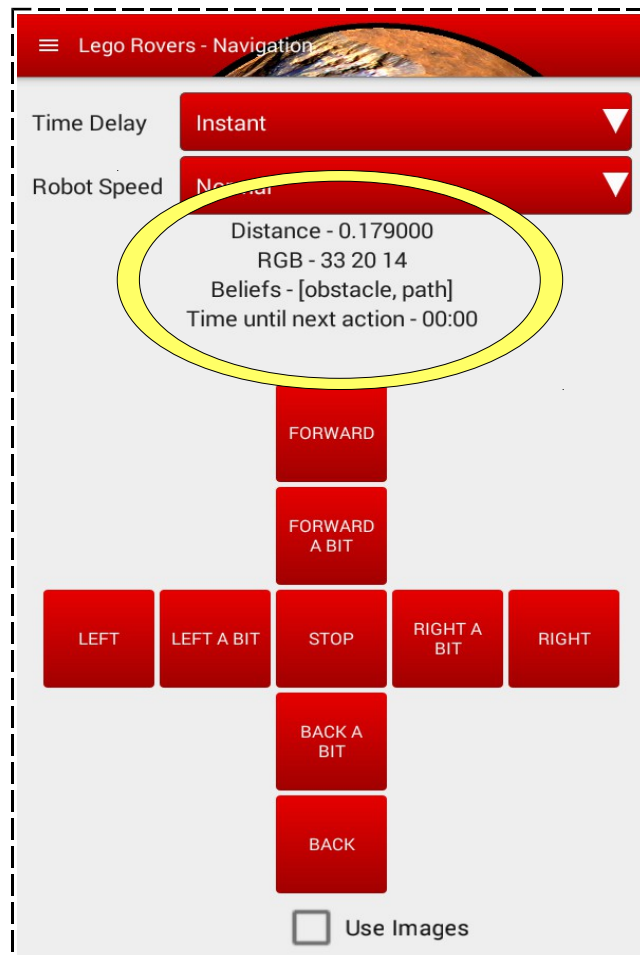 Lego Rovers - Navigation
Time Delay Instant
Robot Speed Normal
Distance - 0.179000
RGB - 33 20 14
Beliefs - [obstacle, path]
Time until next action - 00:00
FORWARD
FORWARD
A BIT
LEFT
LEFT A BIT
STOP
RIGHT A
BIT
RIGHT
BACK A
BIT
BACK
Use Images